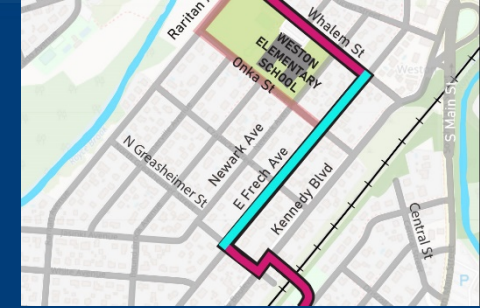 Raritan
Whalem St
WESTON
ELEMENTARY
SCHOOL
Onka St
Weston
S Main St
Newark Ave
N Greasheimer St
E Frech Ave
Kennedy Blvd
Central St
P